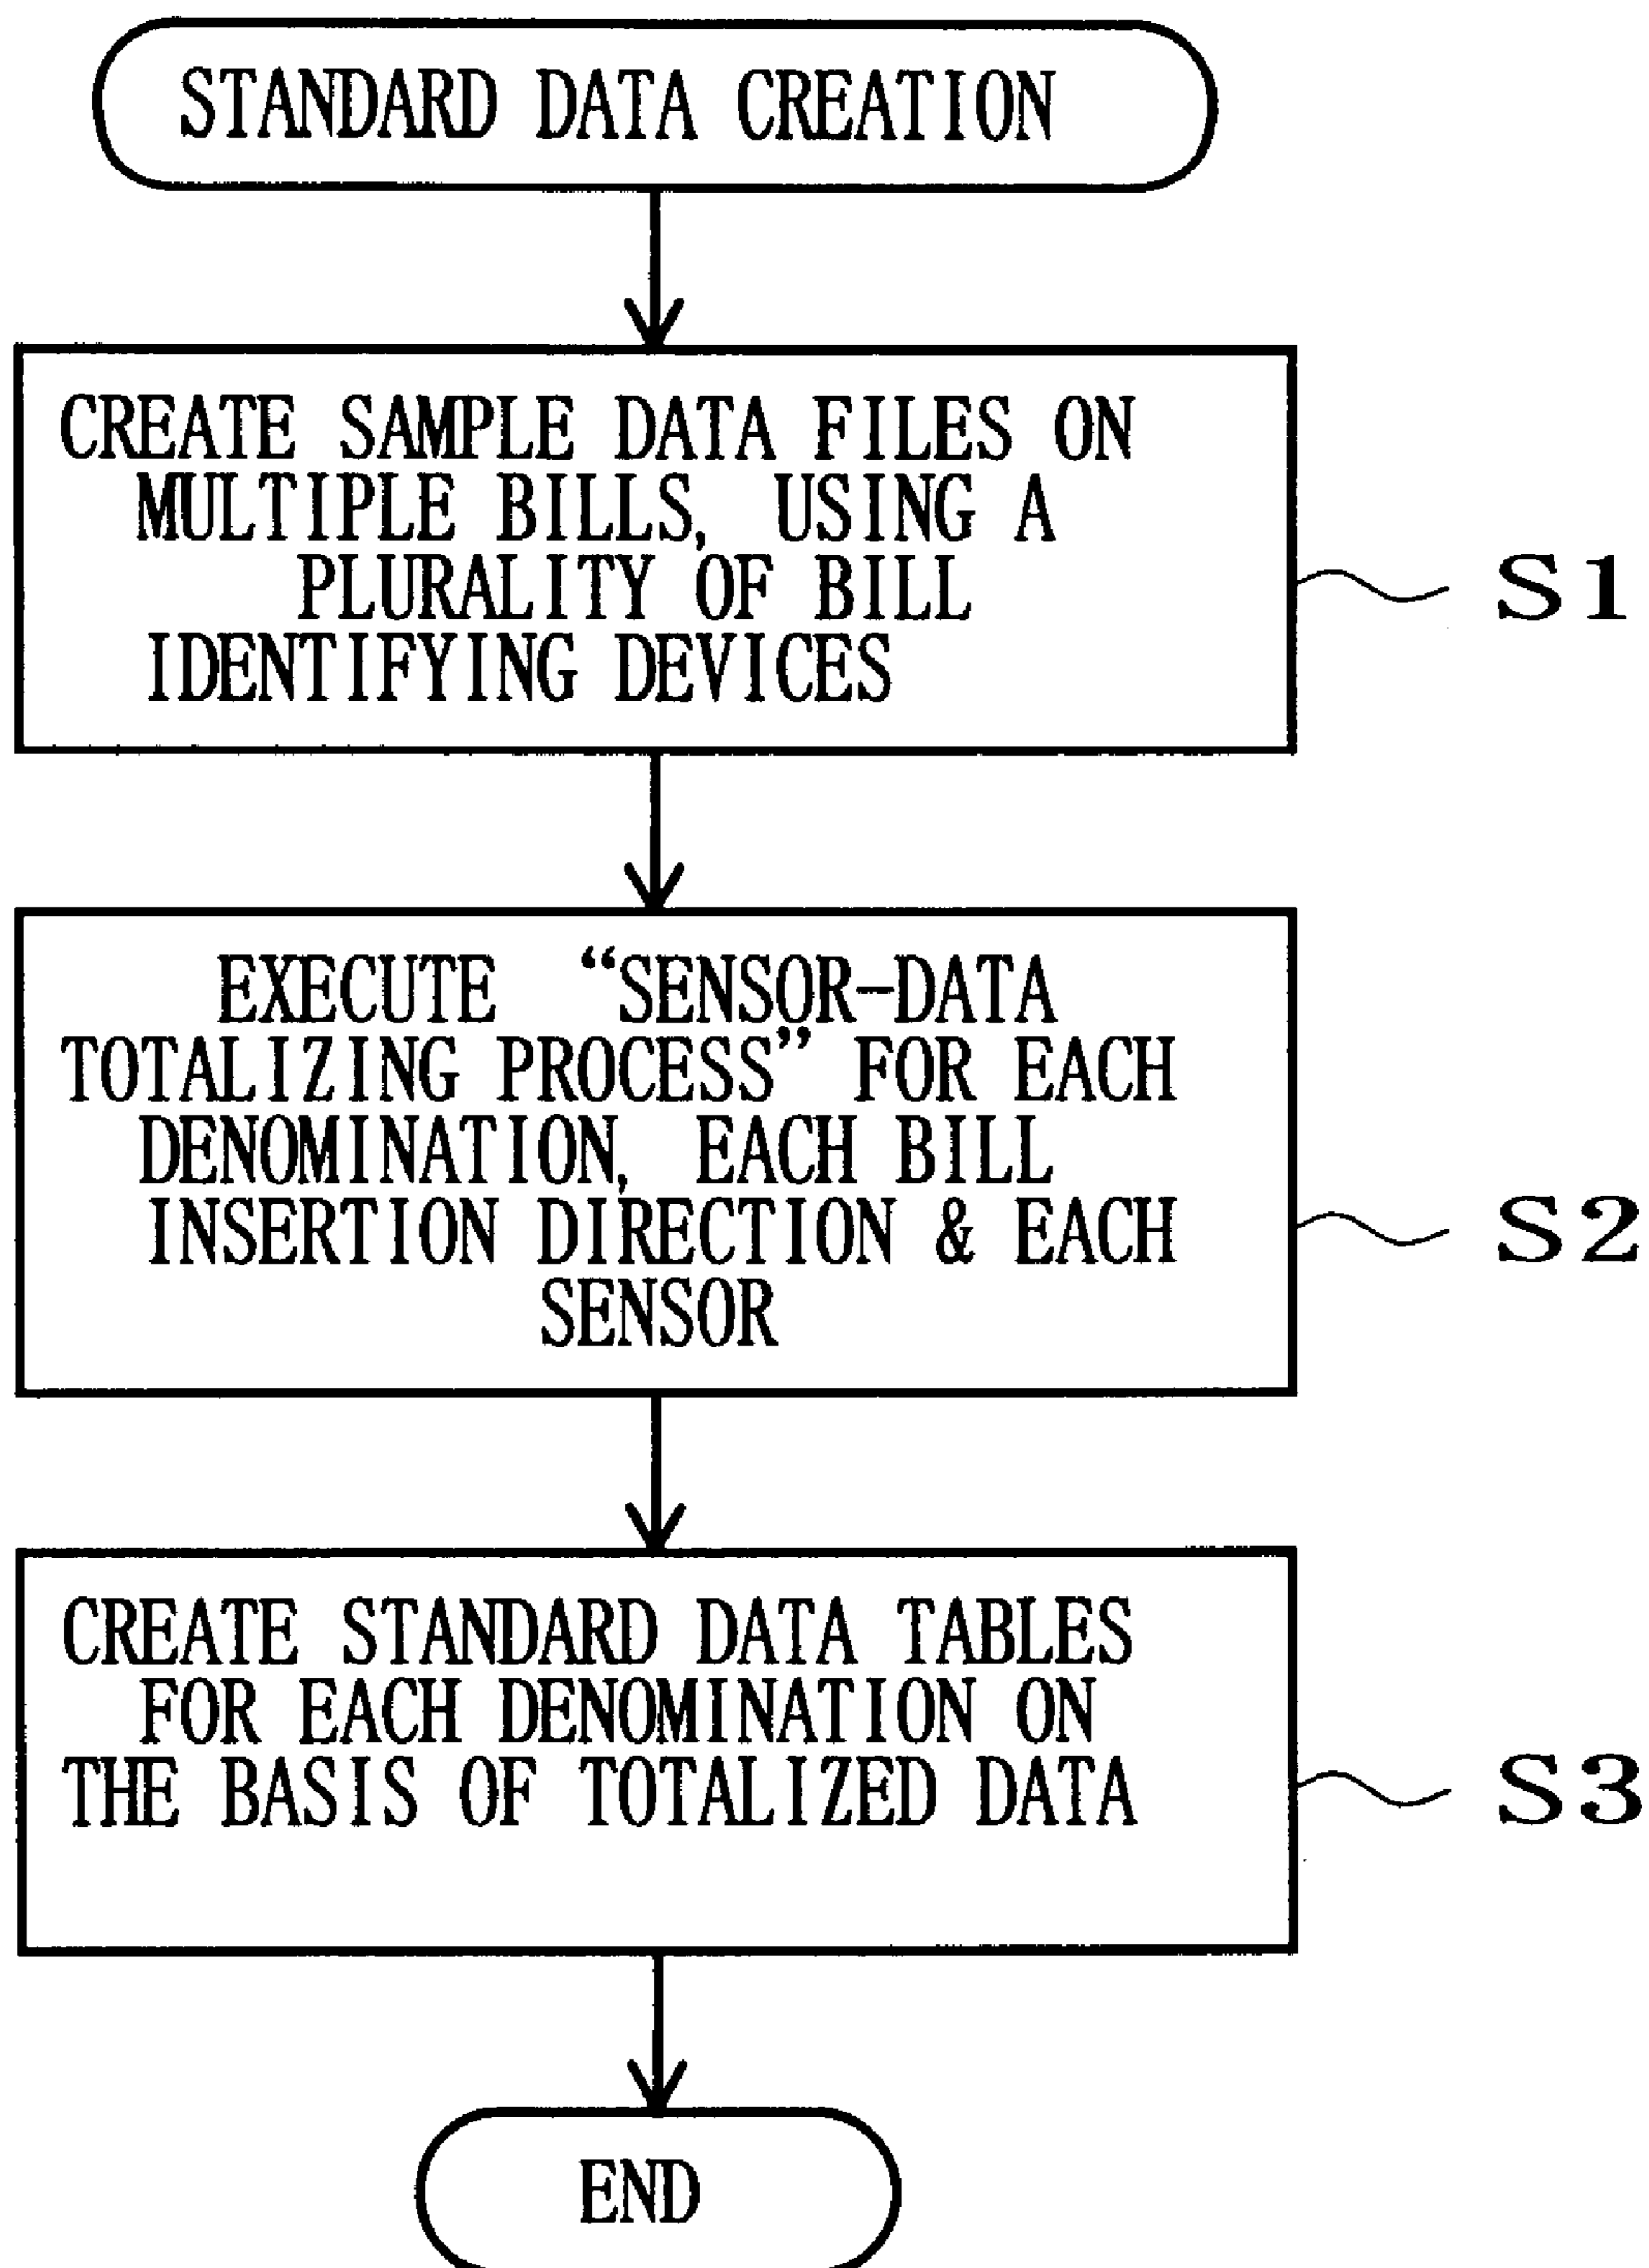 STANDARD DATA CREATION
CREATE SAMPLE DATA FILES ON
MULTIPLE BILLS, USING A
PLURALITY OF BILL
IDENTIFYING DEVICES
S1
EXECUTE “SENSOR-DATA
TOTALIZING PROCESS” FOR EACH
DENOMINATION, EACH BILL
INSERTION DIRECTION & EACH
SENSOR
S2
CREATE STANDARD DATA TABLES
FOR EACH DENOMINATION ON
THE BASIS OF TOTALIZED DATA
S3
END